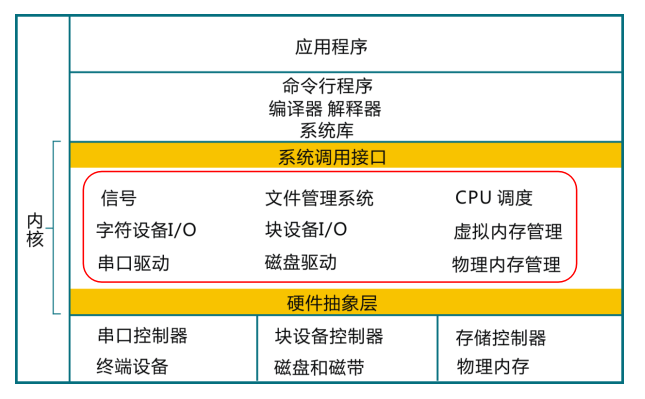 应用程序
命令行程序
编译器 解释器
系统库
系统调用接口
内核
信号 文件管理系统 CPU 调度
字符设备I/O 块设备I/O 虚拟内存管理
串口驱动 磁盘驱动 物理内存管理
硬件抽象层
串口控制器 块设备控制器 存储控制器
终端设备 磁盘和磁带 物理内存